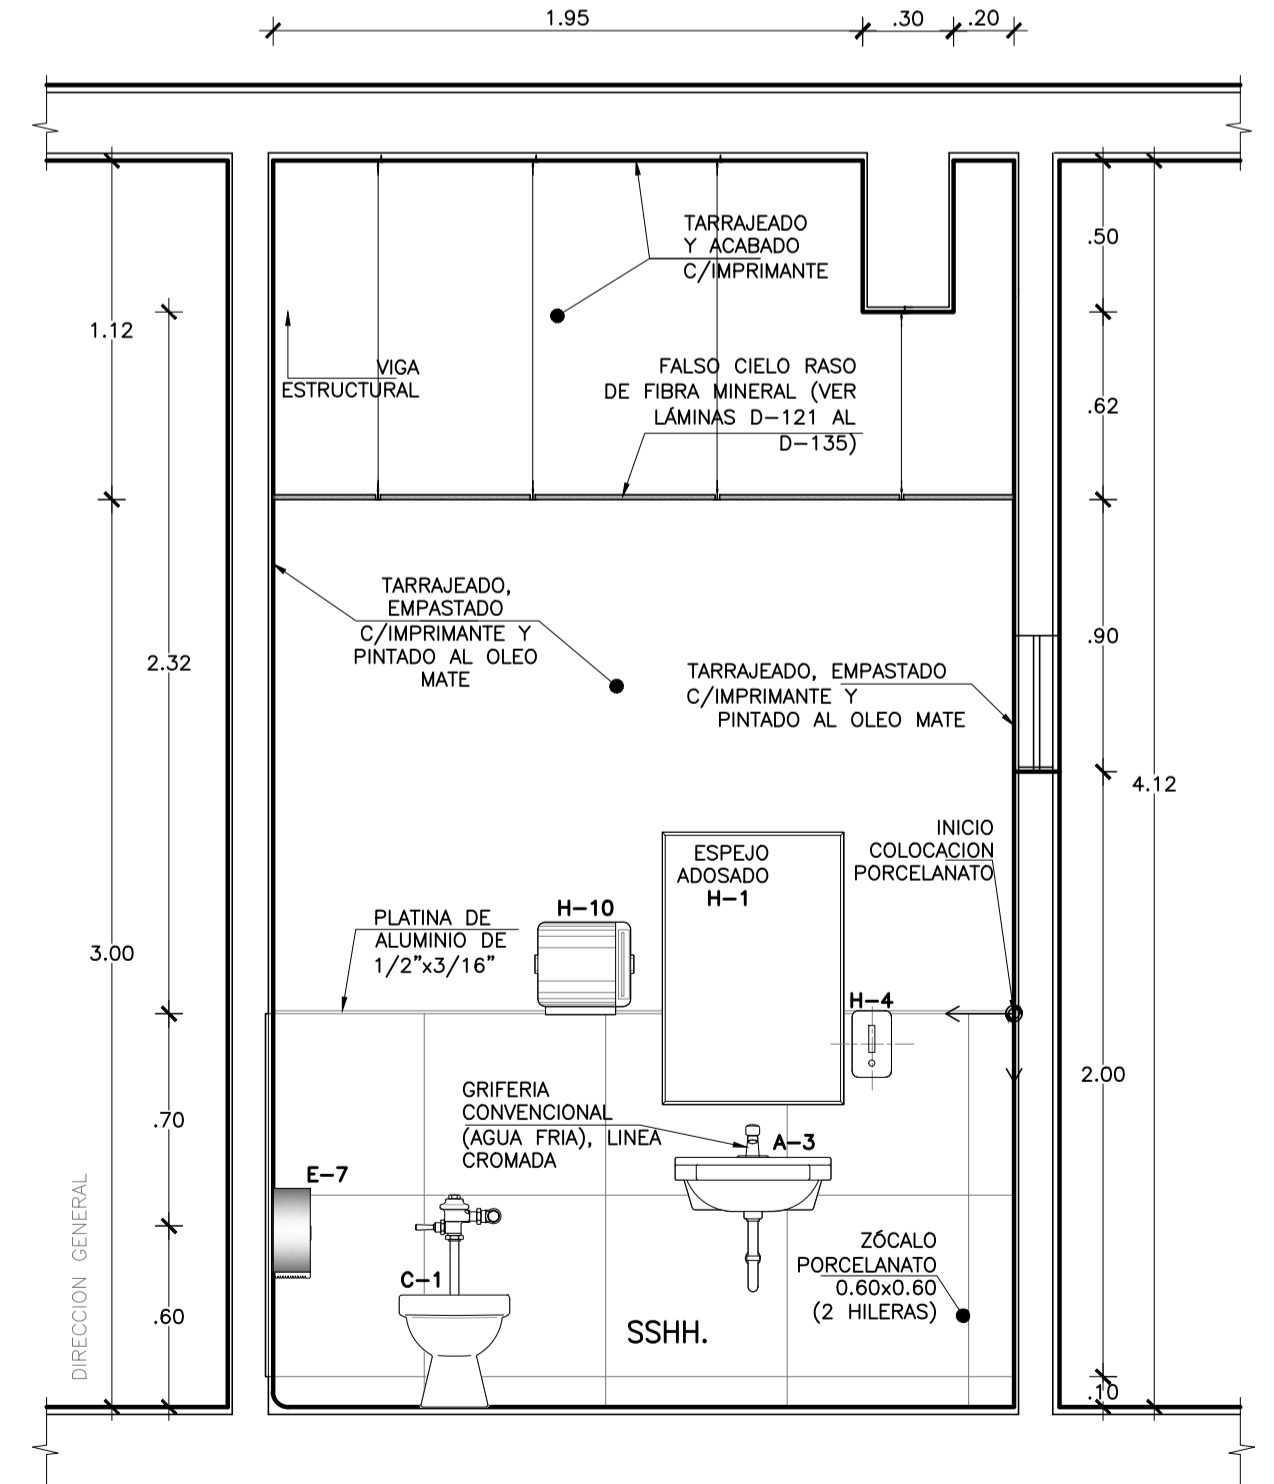 1.95
.30
.20
TARRAJEADO
Y ACABADO
C/IMPRIMANTE
.50
1.12
VIGA
ESTRUCTURAL
FALSO CIELO RASO
DE FIBRA MINERAL (VER
LÁMINAS D-121 AL
D-135)
.62
TARRAJEADO,
EMPASTADO
C/IMPRIMANTE Y
PINTADO AL OLEO
MATE
2.32
.90
TARRAJEADO, EMPASTADO
C/IMPRIMANTE Y
PINTADO AL OLEO MATE
4.12
INICIO
COLOCACION
PORCELANATO
ESPEJO
ADOSADO
H-1
H-10
PLATINA DE
ALUMINIO DE
1/2"x3/16"
3.00
H-4
2.00
GRIFERIA
CONVENCIONAL
(AGUA FRIA), LINEA
CROMADA
.70
A-3
E-7
DIRECCION GENERAL
ZÓCALO
PORCELANATO
0.60x0.60
(2 HILERAS)
C-1
.60
SSHH.
.10